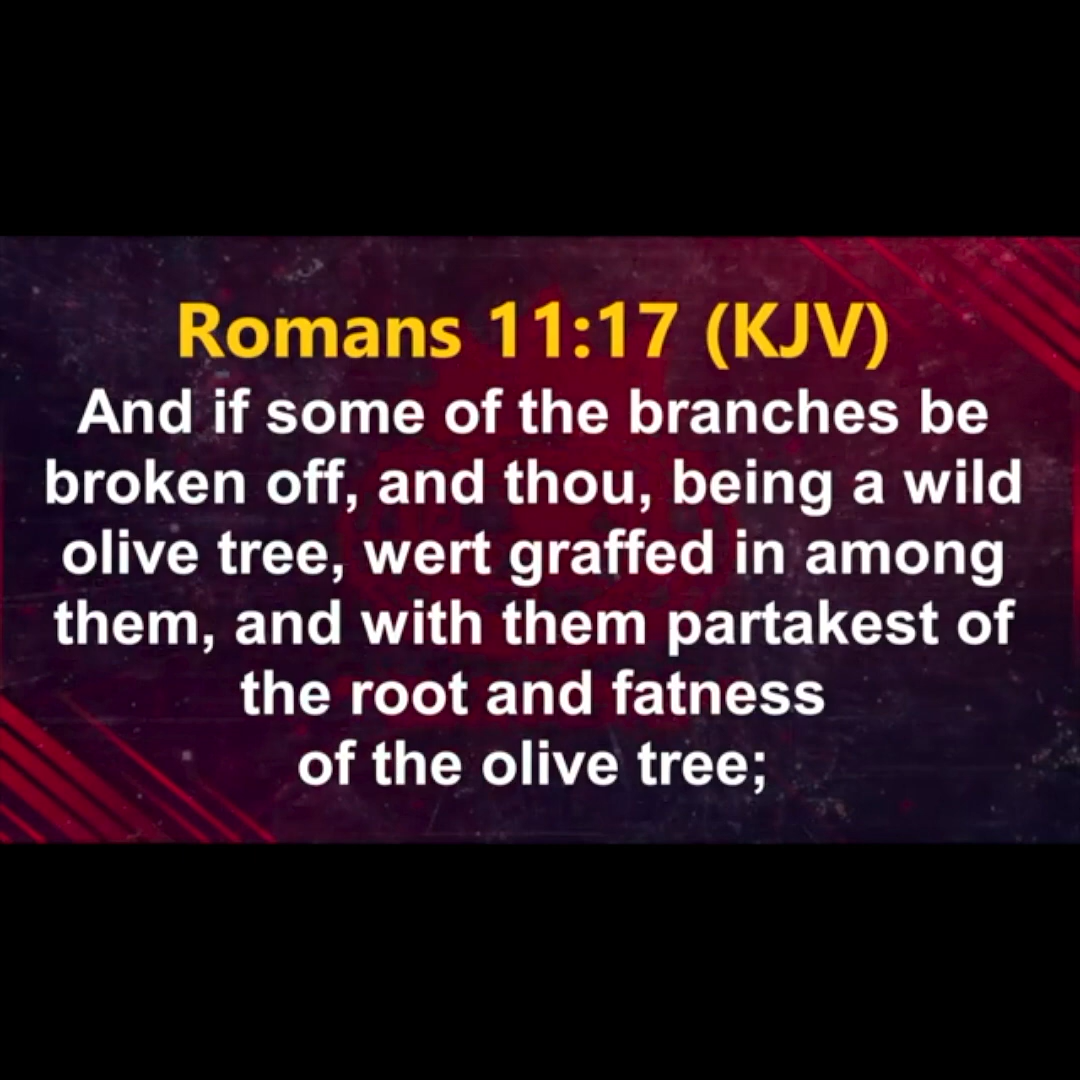 Romans 11:17 (KJV)
And if some of the branches be
broken off, and thou, being a wild
olive tree, wert graffed in among
them, and with them partakest of
the root and fatness
of the olive tree;